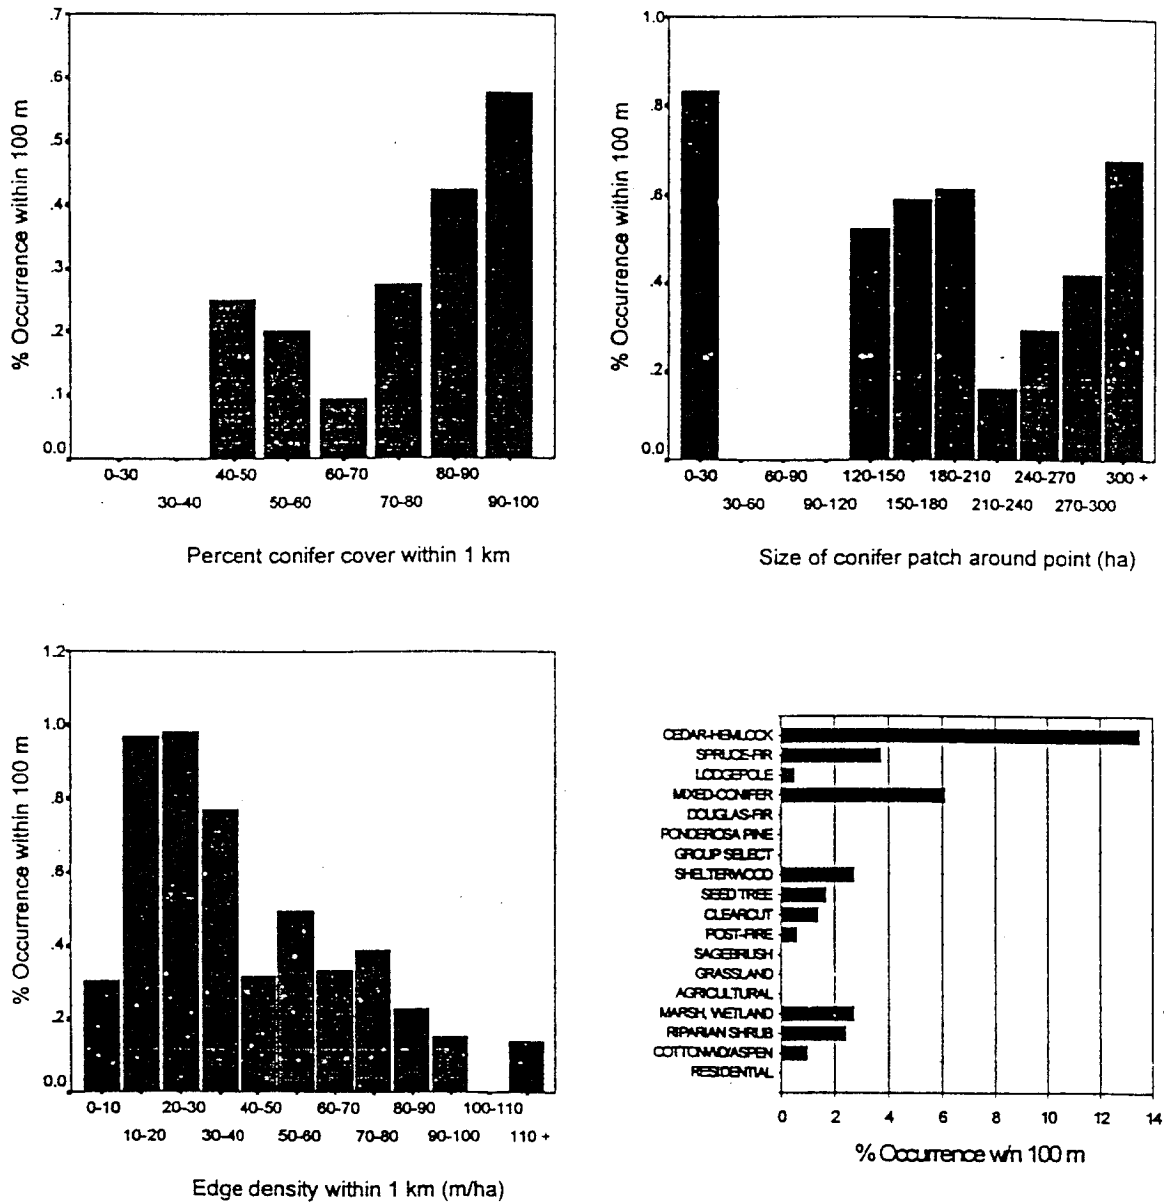 % Occurrence within 100 m
.7
.6
.5
.4
.3
.2
.1
0.0
0-30
40-50
60-70
80-90
30-40
50-60
70-80
90-100
Percent conifer cover within 1 km
% Occurrence within 100 m
1.0
.8
.6
.4
.2
0.0
0-30
60-90
120-150
180-210
240-270
300 +
30-60
90-120
150-180
210-240
270-300
Size of conifer patch around point (ha)
% Occurrence within 100 m
1.2
1.0
.8
.6
.4
.2
0.0
0-10
20-30
40-50
60-70
80-90
100-110
10-20
30-40
50-60
70-80
90-100
110 +
Edge density within 1 km (m/ha)
CEDAR-HEMLOCK
SPRUCE-FIR
LODGEPOLE
MIXED-CONIFER
DOUGLAS-FIR
PONDEROSA PINE
GROUP SELECT
SHELTERWOOD
SEED TREE
CLEARCUT
POST-FIRE
SAGEBRUSH
GRASSLAND
AGRICULTURAL
MARSH, WETLAND
RIPARIAN SHRUB
COTTONWD/ASPEN
RESIDENTIAL
0 2 4 6 8 10 12 14
% Occurrence w/n 100 m